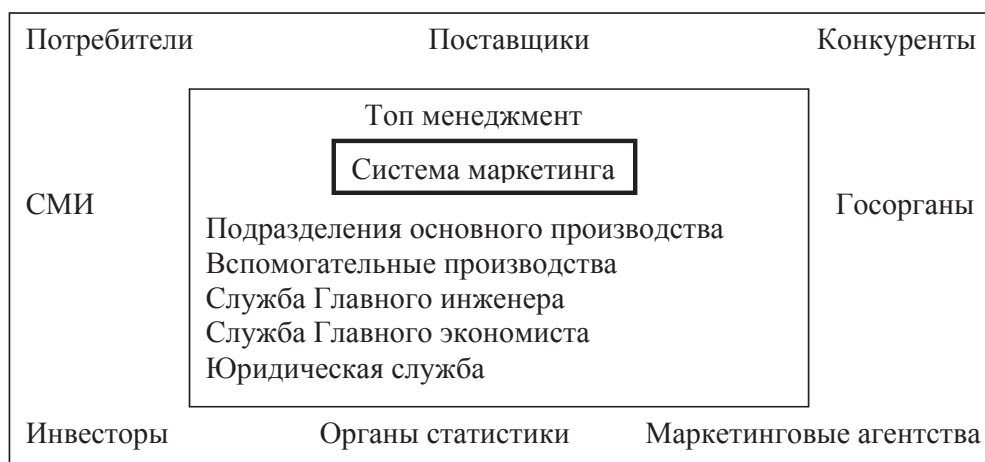 Потребители Поставщики Конкуренты
Топ менеджмент
Система маркетинга
СМИ Госорганы
Подразделения основного производства
Вспомогательные производства
Служба Главного инженера
Служба Главного экономиста
Юридическая служба
Инвесторы Органы статистики Маркетинговые агентства